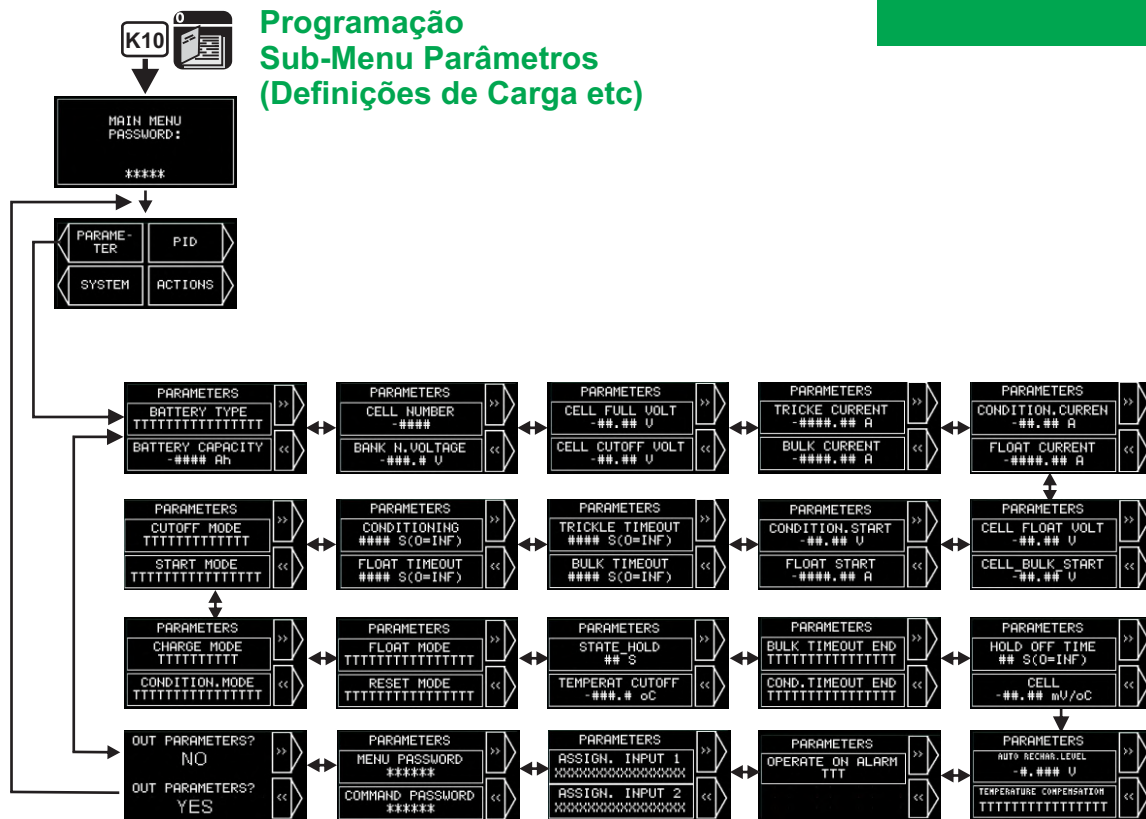 0
K10
Programação
Sub-Menu Parâmetros
(Definições de Carga etc)
MAIN MENU
PASSWORD:
*****
PARAME-
TER
PID
SYSTEM
ACTIONS
PARAMETERS
BATTERY TYPE
TTTTTTTTTTTTTTTT
BATTERY CAPACITY
-#### Ah
>>
<<
PARAMETERS
CELL NUMBER
-####
BANK N.VOLTAGE
-###.# V
>>
<<
PARAMETERS
CELL FULL VOLT
-##.## V
CELL CUTOFF VOLT
-##.## V
>>
<<
PARAMETERS
TRICKE CURRENT
-####.## A
BULK CURRENT
-####.## A
>>
<<
PARAMETERS
CONDITION.CURREN
-##.## A
FLOAT CURRENT
-####.## A
>>
<<
PARAMETERS
CUTOFF MODE
TTTTTTTTTTTTT
START MODE
TTTTTTTTTTTTTTTT
>>
<<
PARAMETERS
CONDITIONING
#### S(0=INF)
FLOAT TIMEOUT
#### S(0=INF)
>>
<<
PARAMETERS
TRICKLE TIMEOUT
#### S(0=INF)
BULK TIMEOUT
#### S(0=INF)
>>
<<
PARAMETERS
CONDITION.START
-##.## V
FLOAT START
-####.## A
>>
<<
PARAMETERS
CELL FLOAT VOLT
-##.## V
CELL_BULK_START
-##.## V
>>
<<
PARAMETERS
CHARGE MODE
TTTTTTTTTT
CONDITION.MODE
TTTTTTTTTTTTTTTT
>>
<<
PARAMETERS
FLOAT MODE
TTTTTTTTTTTTTTTT
RESET MODE
TTTTTTTTTTTTTTT
>>
<<
PARAMETERS
STATE_HOLD
## S
TEMPERAT CUTOFF
-###.# oC
>>
<<
PARAMETERS
BULK TIMEOUT END
TTTTTTTTTTTTTTTT
COND.TIMEOUT END
TTTTTTTTTTTTTTTT
>>
<<
PARAMETERS
HOLD OFF TIME
## S(0=INF)
CELL
-##.## mV/oC
>>
<<
OUT PARAMETERS?
NO
OUT PARAMETERS?
YES
>>
<<
PARAMETERS
MENU PASSWORD
******
COMMAND PASSWORD
******
>>
<<
PARAMETERS
ASSIGN. INPUT 1
XXXXXXXXXXXXXXXX
ASSIGN. INPUT 2
XXXXXXXXXXXXXXXX
>>
<<
PARAMETERS
OPERATE ON ALARM
TTT
>>
<<
PARAMETERS
AUTO RECHAR.LEVEL
-#.### V
TEMPERATURE COMPENSATION
TTTTTTTTTTTTTTTT
>>
<<